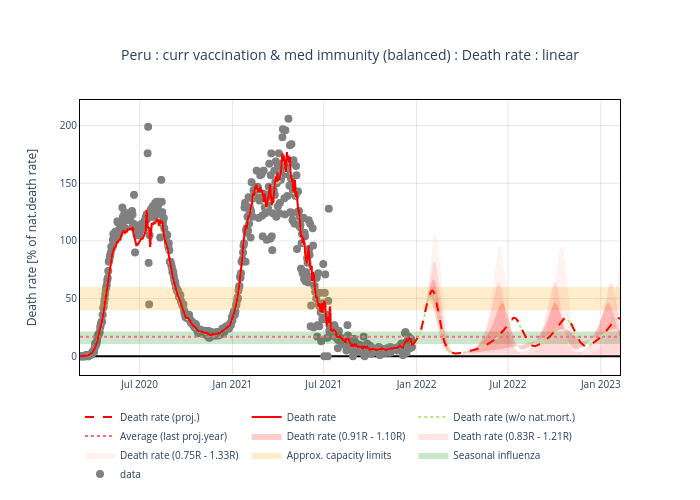 Peru : curr vaccination & med immunity (balanced) : Death rate : linear
Death rate [% of nat.death rate]
200
150
100
50
0
Jul 2020
Jan 2021
Jul 2021
Jan 2022
Jul 2022
Jan 2023
Death rate (proj.)
Death rate
Death rate (w/o nat.mort.)
Average (last proj.year)
Death rate (0.91R - 1.10R)
Death rate (0.83R - 1.21R)
Death rate (0.75R - 1.33R)
Approx. capacity limits
Seasonal influenza
data